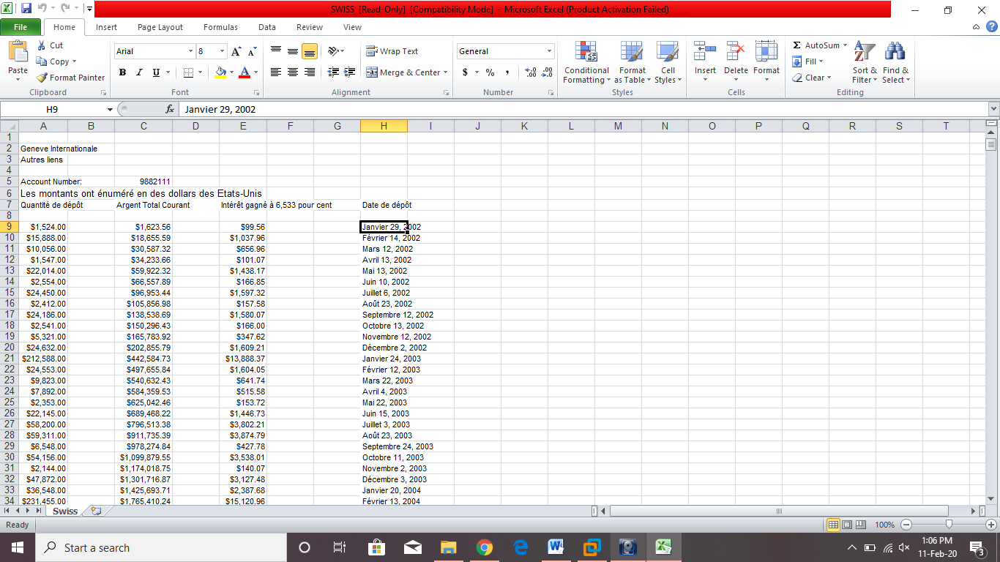 SWISS [Read-Only] [Compatibility Mode] - Microsoft Excel (Product Activation Failed)
File Home Insert Page Layout Formulas Data Review View
Paste Cut Copy Format Painter Clipboard
Arial 8 A A B I U A Font
Wrap Text Merge & Center Alignment
General $ % , .00 .0 Number
Conditional Formatting Format as Table Cell Styles Styles
Insert Delete Format Cells
Σ AutoSum Fill Clear Sort & Filter Find & Select Editing
H9 fx Janvier 29, 2002
A B C D E F G H I J K L M N O P Q R S T
1
2 Geneve Internationale
3 Autres liens
4
5 Account Number: 9882111
6 Les montants ont énuméré en des dollars des Etats-Unis
7 Quantité de dépôt Argent Total Courant Intérêt gagné à 6,533 pour cent Date de dépôt
8
9 $1,524.00 $1,623.56 $99.56 Janvier 29, 2002
10 $15,888.00 $18,655.59 $1,037.96 Février 14, 2002
11 $10,056.00 $30,587.32 $656.96 Mars 12, 2002
12 $1,547.00 $34,233.66 $101.07 Avril 13, 2002
13 $22,014.00 $59,922.32 $1,438.17 Mai 13, 2002
14 $2,554.00 $66,557.89 $166.85 Juin 10, 2002
15 $24,450.00 $96,953.44 $1,597.32 Juillet 6, 2002
16 $2,412.00 $105,856.98 $157.58 Août 23, 2002
17 $24,186.00 $138,538.69 $1,580.07 Septembre 12, 2002
18 $2,541.00 $150,296.43 $166.00 Octobre 13, 2002
19 $5,321.00 $165,783.92 $347.62 Novembre 12, 2002
20 $24,632.00 $202,855.79 $1,609.21 Décembre 2, 2002
21 $212,588.00 $442,584.73 $13,888.37 Janvier 24, 2003
22 $24,553.00 $497,655.84 $1,604.05 Février 12, 2003
23 $9,823.00 $540,632.43 $641.74 Mars 22, 2003
24 $7,892.00 $584,359.53 $515.58 Avril 4, 2003
25 $2,353.00 $625,042.46 $153.72 Mai 22, 2003
26 $22,145.00 $689,468.22 $1,446.73 Juin 15, 2003
27 $58,200.00 $796,513.38 $3,802.21 Juillet 3, 2003
28 $59,311.00 $911,735.39 $3,874.79 Août 23, 2003
29 $6,548.00 $978,274.84 $427.78 Septembre 24, 2003
30 $54,156.00 $1,099,879.55 $3,538.01 Octobre 11, 2003
31 $2,144.00 $1,174,018.75 $140.07 Novembre 2, 2003
32 $47,872.00 $1,301,716.87 $3,127.48 Décembre 3, 2003
33 $36,548.00 $1,425,693.71 $2,387.68 Janvier 20, 2004
34 $231,455.00 $1,765,410.24 $15,120.96 Février 13, 2004
Swiss
Ready 100%
Start a search 1:06 PM
11-Feb-20 3